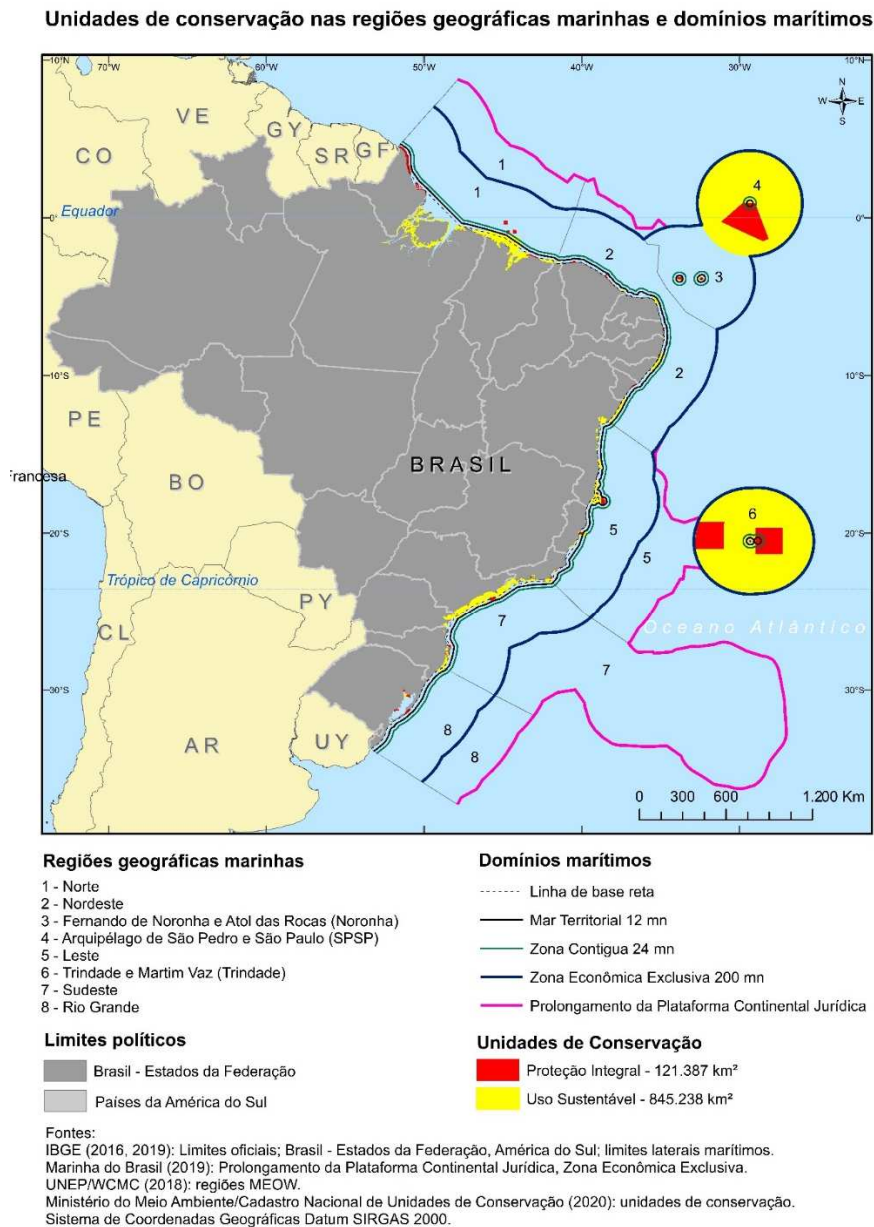 Unidades de conservação nas regiões geográficas marinhas e domínios marítimos
70°W 60°W 50°W 40°W 30°W
10°N 10°N
N
W E
S
VE
GY
CO
SR
GF
1
1
4
Equador
0° 0°
2
3
10°S 10°S
2
PE
BRASIL
Francesa
BO
6
20°S 20°S
5
5
Trópico de Capricórnio
PY
CL
7
Oceano Atlântico
7
30°S 30°S
8
UY
AR
8
0 300 600 1.200 Km
70°W 60°W 50°W 40°W 30°W
Regiões geográficas marinhas
1 - Norte
2 - Nordeste
3 - Fernando de Noronha e Atol das Rocas (Noronha)
4 - Arquipélago de São Pedro e São Paulo (SPSP)
5 - Leste
6 - Trindade e Martim Vaz (Trindade)
7 - Sudeste
8 - Rio Grande
Domínios marítimos
Linha de base reta
Mar Territorial 12 mn
Zona Contigua 24 mn
Zona Econômica Exclusiva 200 mn
Prolongamento da Plataforma Continental Jurídica
Limites políticos
Brasil - Estados da Federação
Países da América do Sul
Unidades de Conservação
Proteção Integral - 121.387 km²
Uso Sustentável - 845.238 km²
Fontes:
IBGE (2016, 2019): Limites oficiais; Brasil - Estados da Federação, América do Sul; limites laterais marítimos.
Marinha do Brasil (2019): Prolongamento da Plataforma Continental Jurídica, Zona Econômica Exclusiva.
UNEP/WCMC (2018): regiões MEOW.
Ministério do Meio Ambiente/Cadastro Nacional de Unidades de Conservação (2020): unidades de conservação.
Sistema de Coordenadas Geográficas Datum SIRGAS 2000.